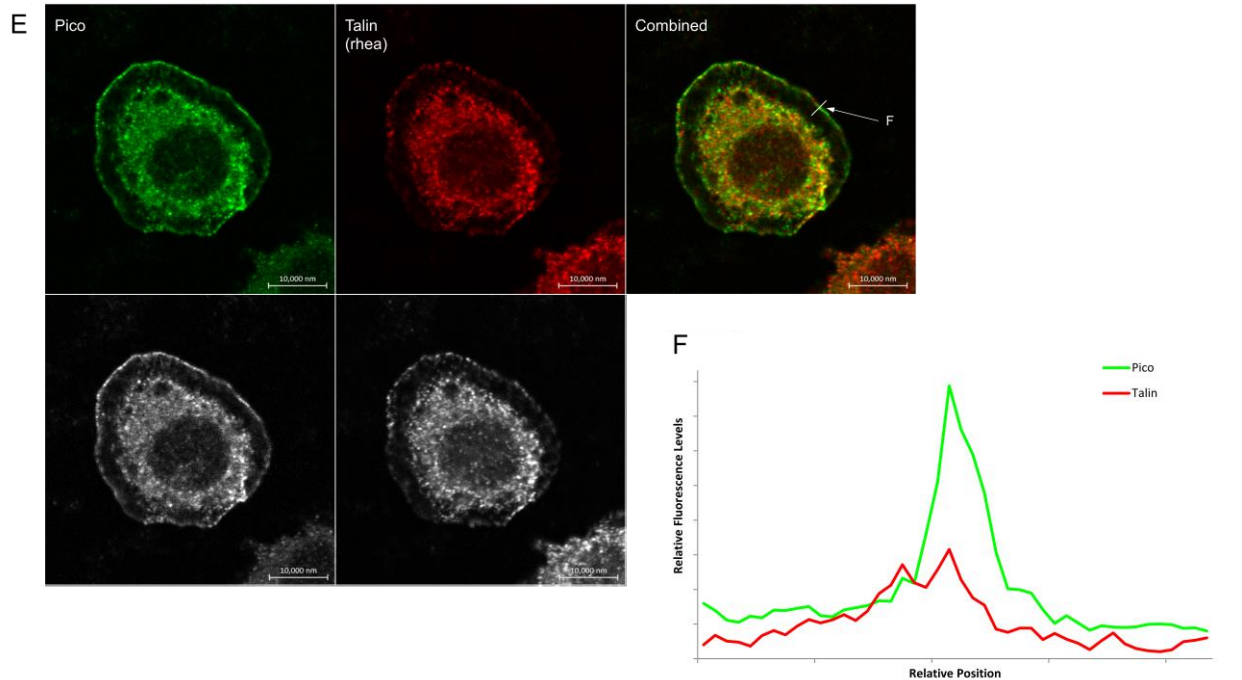 E
Pico
Talin
(rhea)
Combined
F
10,000 nm
10,000 nm
10,000 nm
10,000 nm
10,000 nm
F
Pico
Talin
Relative Fluorescence Levels
Relative Position